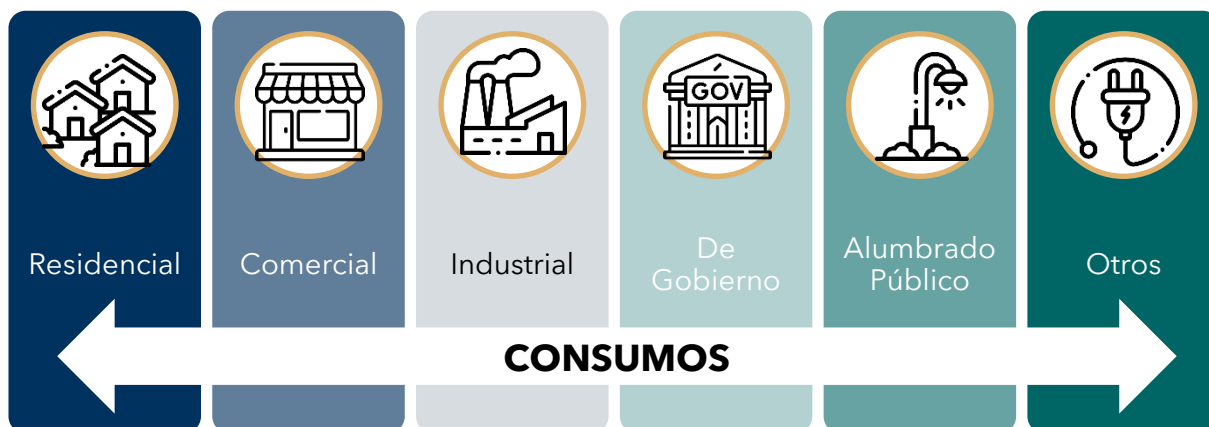 GOV
Residencial
Comercial
Industrial
De
Gobierno
Alumbrado
Público
Otros
CONSUMOS